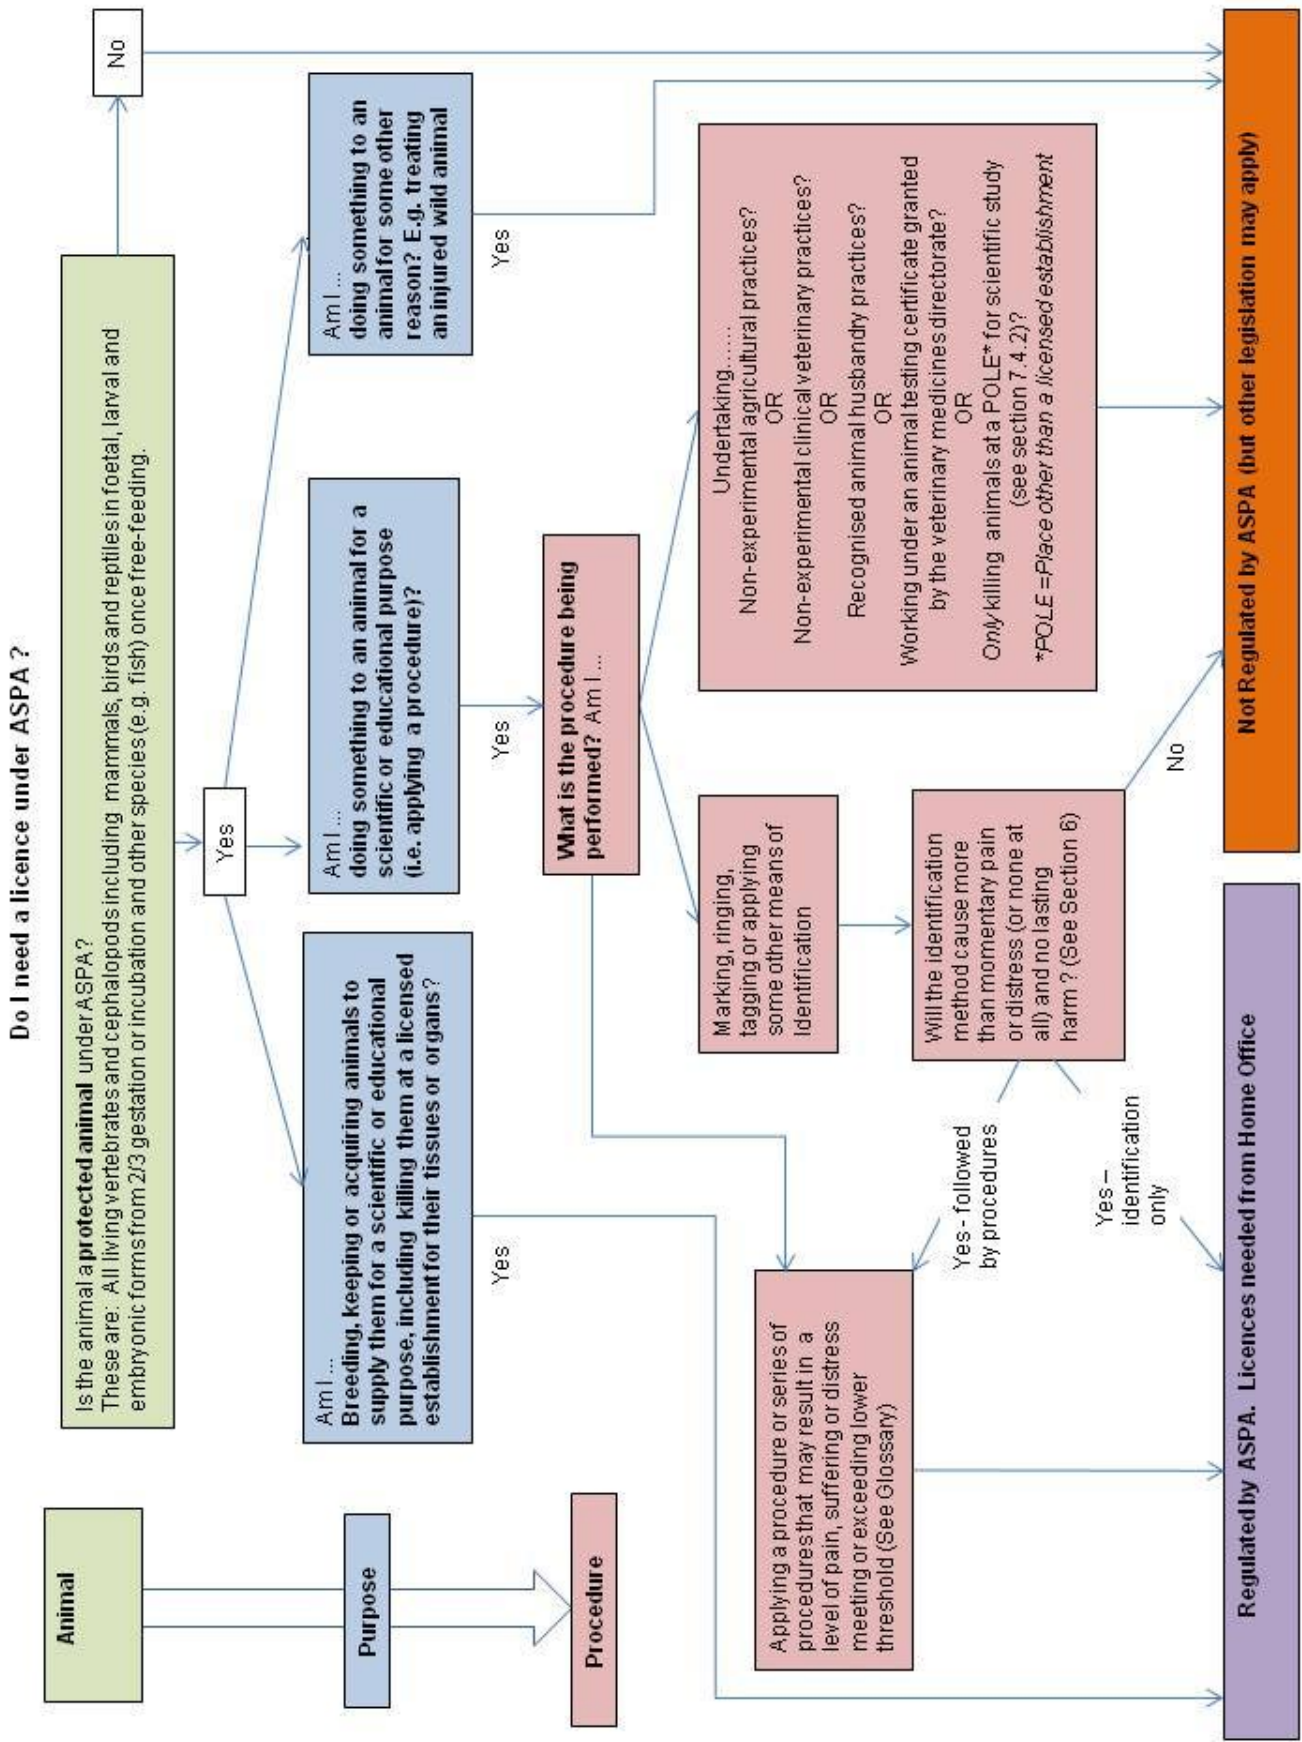 Do I need a licence under ASPA ?
Animal
Purpose
Procedure
Is the animal a protected animal under ASPA?
These are: All living vertebrates and cephalopods including mammals, birds and reptiles in foetal, larval and
embryonic forms from 2/3 gestation or incubation and other species (e.g. fish) once free-feeding.
No
Yes
Am I...
Breeding, keeping or acquiring animals to
supply them for a scientific or educational
purpose, including killing them at a licensed
establishment for their tissues or organs?
Yes
Am I...
doing something to an animal for a
scientific or educational purpose
(i.e. applying a procedure)?
Yes
Am I...
doing something to an
animal for some other
reason? E.g. treating
an injured wild animal
Yes
What is the procedure being
performed? Am I...
Applying a procedure or series of
procedures that may result in a
level of pain, suffering or distress
meeting or exceeding lower
threshold (See Glossary)
Marking, ringing,
tagging or applying
some other means of
Identification
Undertaking......
Non-experimental agricultural practices?
OR
Non-experimental clinical veterinary practices?
OR
Recognised animal husbandry practices?
OR
Working under an animal testing certificate granted
by the veterinary medicines directorate?
OR
Only killing animals at a POLE* for scientific study
(see section 7.4.2)?
*POLE =Place other than a licensed establishment
Will the identification
method cause more
than momentary pain
or distress (or none at
all) and no lasting
harm? (See Section 6)
Yes - followed
by procedures
Yes –
identification
only
No
Regulated by ASPA. Licences needed from Home Office
Not Regulated by ASPA (but other legislation may apply)